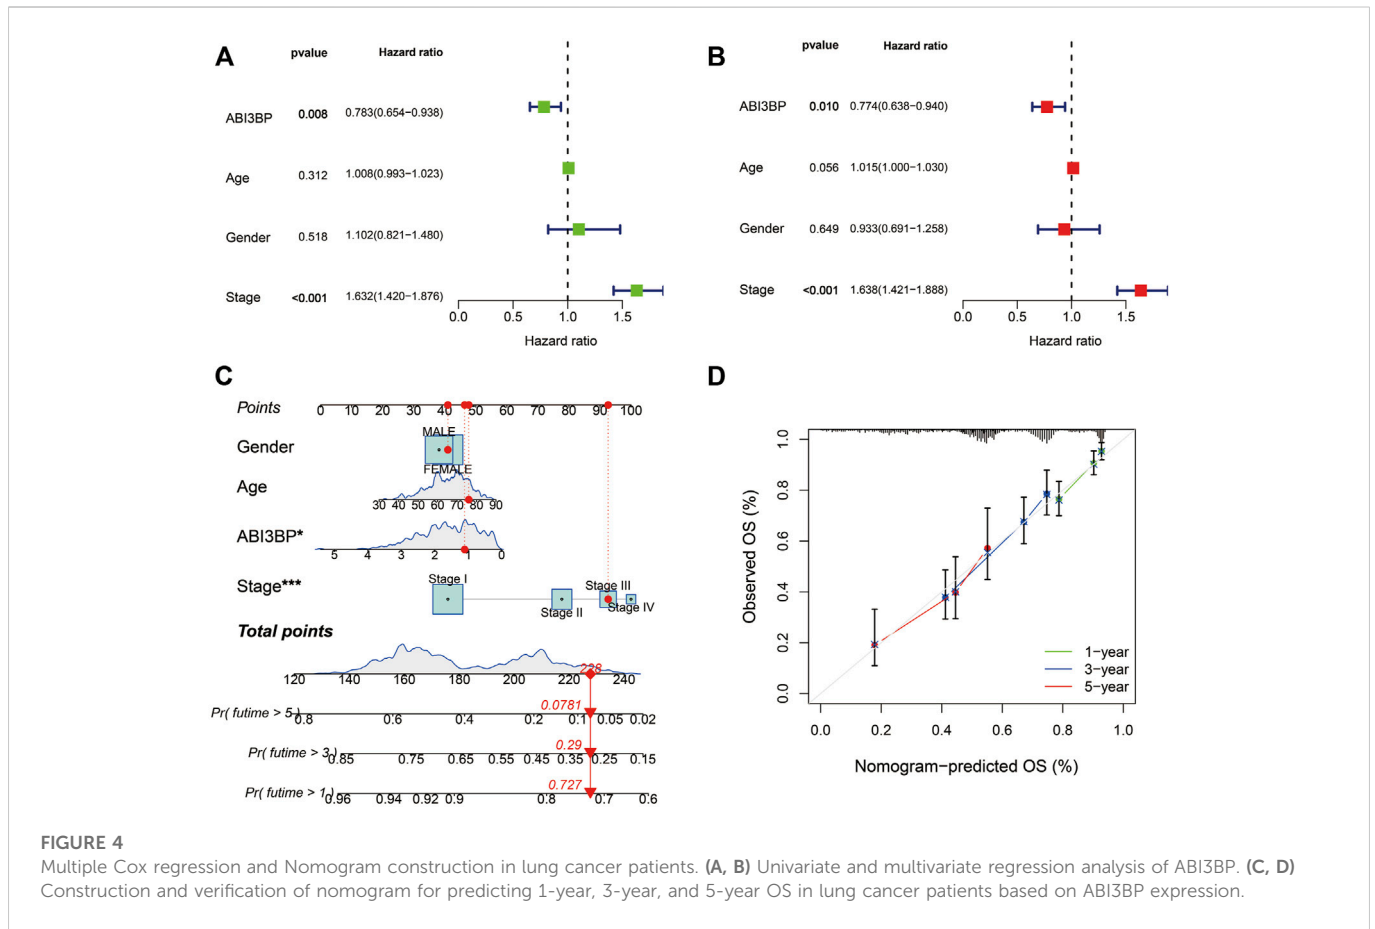 A
pvalue Hazard ratio
ABI3BP 0.008 0.783(0.654−0.938)
Age 0.312 1.008(0.993−1.023)
Gender 0.518 1.102(0.821−1.480)
Stage <0.001 1.632(1.420−1.876)
0.0 0.5 1.0 1.5
Hazard ratio
B
pvalue Hazard ratio
ABI3BP 0.010 0.774(0.638−0.940)
Age 0.056 1.015(1.000−1.030)
Gender 0.649 0.933(0.691−1.258)
Stage <0.001 1.638(1.421−1.888)
0.0 0.5 1.0 1.5
Hazard ratio
C
Points 0 10 20 30 40 50 60 70 80 90 100
MALE
Gender
FEMALE
Age
30 40 50 60 70 80 90
ABI3BP*
5 4 3 2 1 0
Stage I
Stage***
Stage III
Stage II Stage IV
Total points
228
120 140 160 180 200 220 240
0.0781
Pr( futime > 5 )
0.8 0.6 0.4 0.2 0.1 0.05 0.02
0.29
Pr( futime > 3 )
0.85 0.75 0.65 0.55 0.45 0.35 0.25 0.15
0.727
Pr( futime > 1 )
0.96 0.94 0.92 0.9 0.8 0.7 0.6
D
Observed OS (%)
1.0
0.8
0.6
0.4
0.2
0.0
1−year
3−year
5−year
0.0 0.2 0.4 0.6 0.8 1.0
Nomogram−predicted OS (%)
FIGURE 4
Multiple Cox regression and Nomogram construction in lung cancer patients. (A, B) Univariate and multivariate regression analysis of ABI3BP. (C, D)
Construction and verification of nomogram for predicting 1-year, 3-year, and 5-year OS in lung cancer patients based on ABI3BP expression.